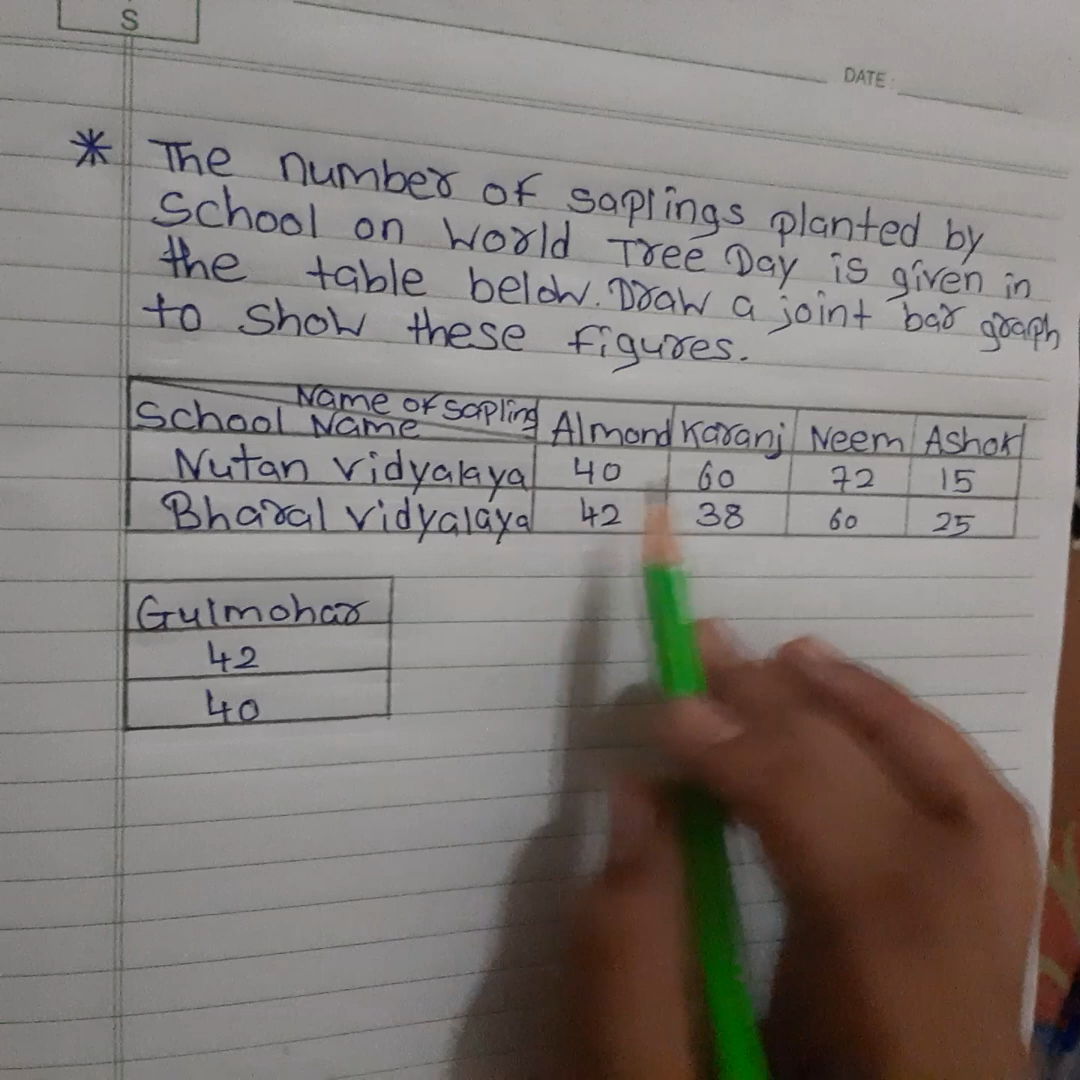 S
DATE:
* The number of saplings planted by
School on World Tree Day is given in
the table below. Draw a joint bar graph
to show these figures.
Name of sapling
School Name Almond Karanj Neem Ashok
Nutan vidyalaya 40 60 72 15
Bharal vidyalaya 42 38 60 25
Gulmohar
42
40